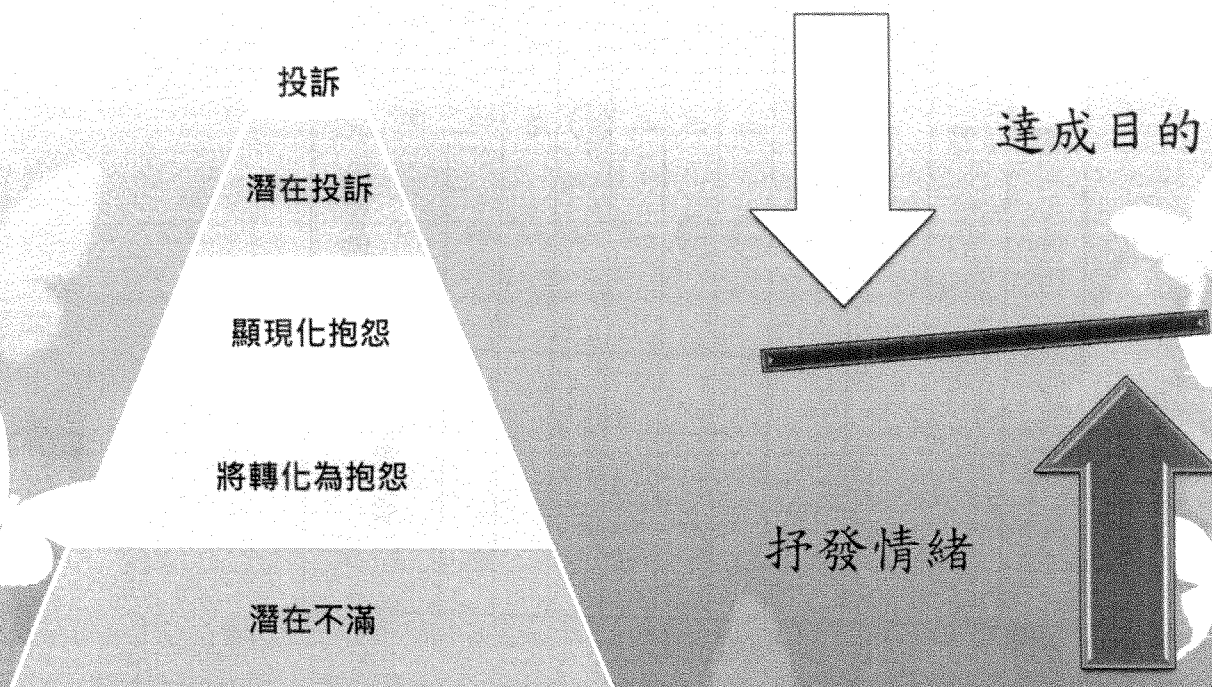 投訴
潛在投訴
顯現化抱怨
將轉化為抱怨
潛在不滿
達成目的
抒發情緒